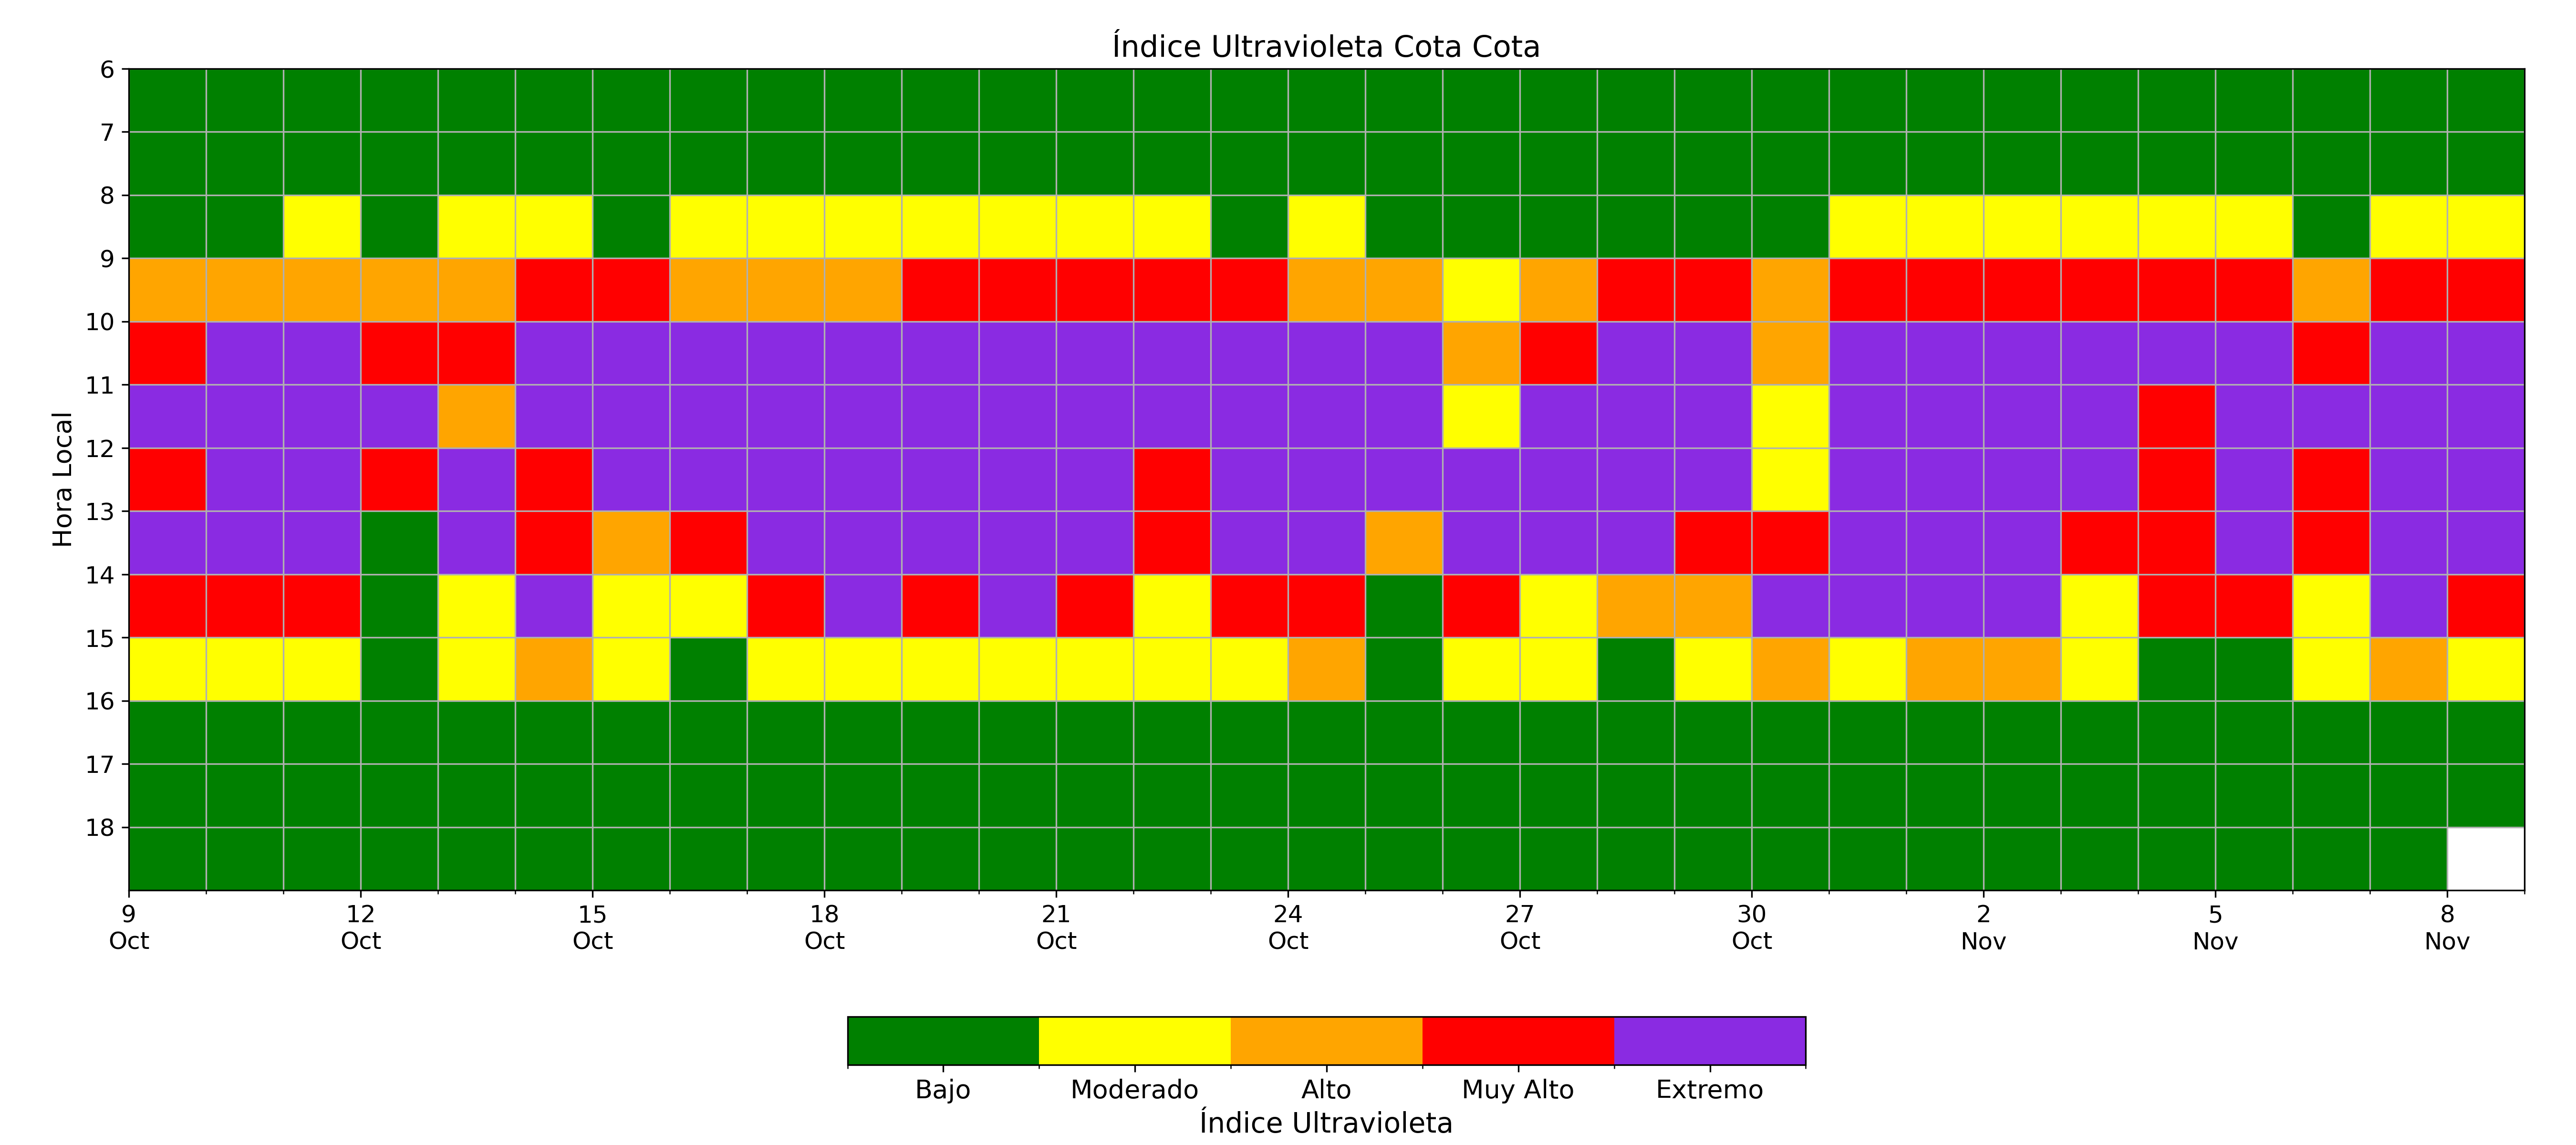 Índice Ultravioleta Cota Cota
Hora Local
6
7
8
9
10
11
12
13
14
15
16
17
18
9 12 15 18 21 24 27 30 2 5 8
Oct Oct Oct Oct Oct Oct Oct Oct Nov Nov Nov
Bajo Moderado Alto Muy Alto Extremo
Índice Ultravioleta